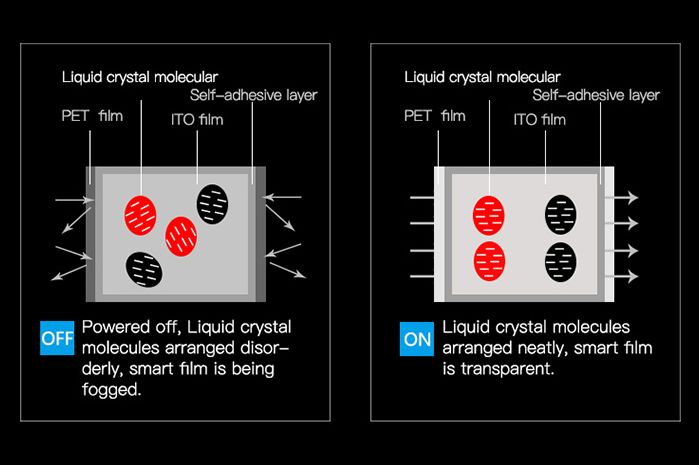 Liquid crystal molecular
Self-adhesive layer
PET film
ITO film
OFF
Powered off, Liquid crystal
molecules arranged disor-
derly, smart film is being
fogged.
Liquid crystal molecular
Self-adhesive layer
PET film
ITO film
ON
Liquid crystal molecules
arranged neatly, smart film
is transparent.